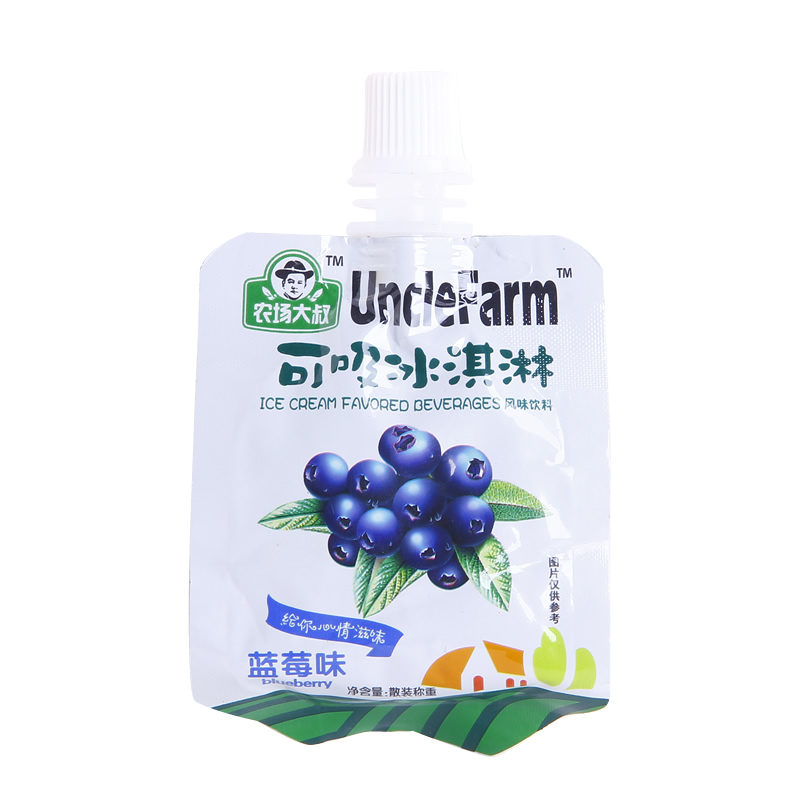 农场大叔 TM
UncleFarm TM
可吸冰淇淋
ICE CREAM FAVORED BEVERAGES 风味饮料
图片仅供参考
给你心情滋味
蓝莓味
blueberry
净含量:散装称重